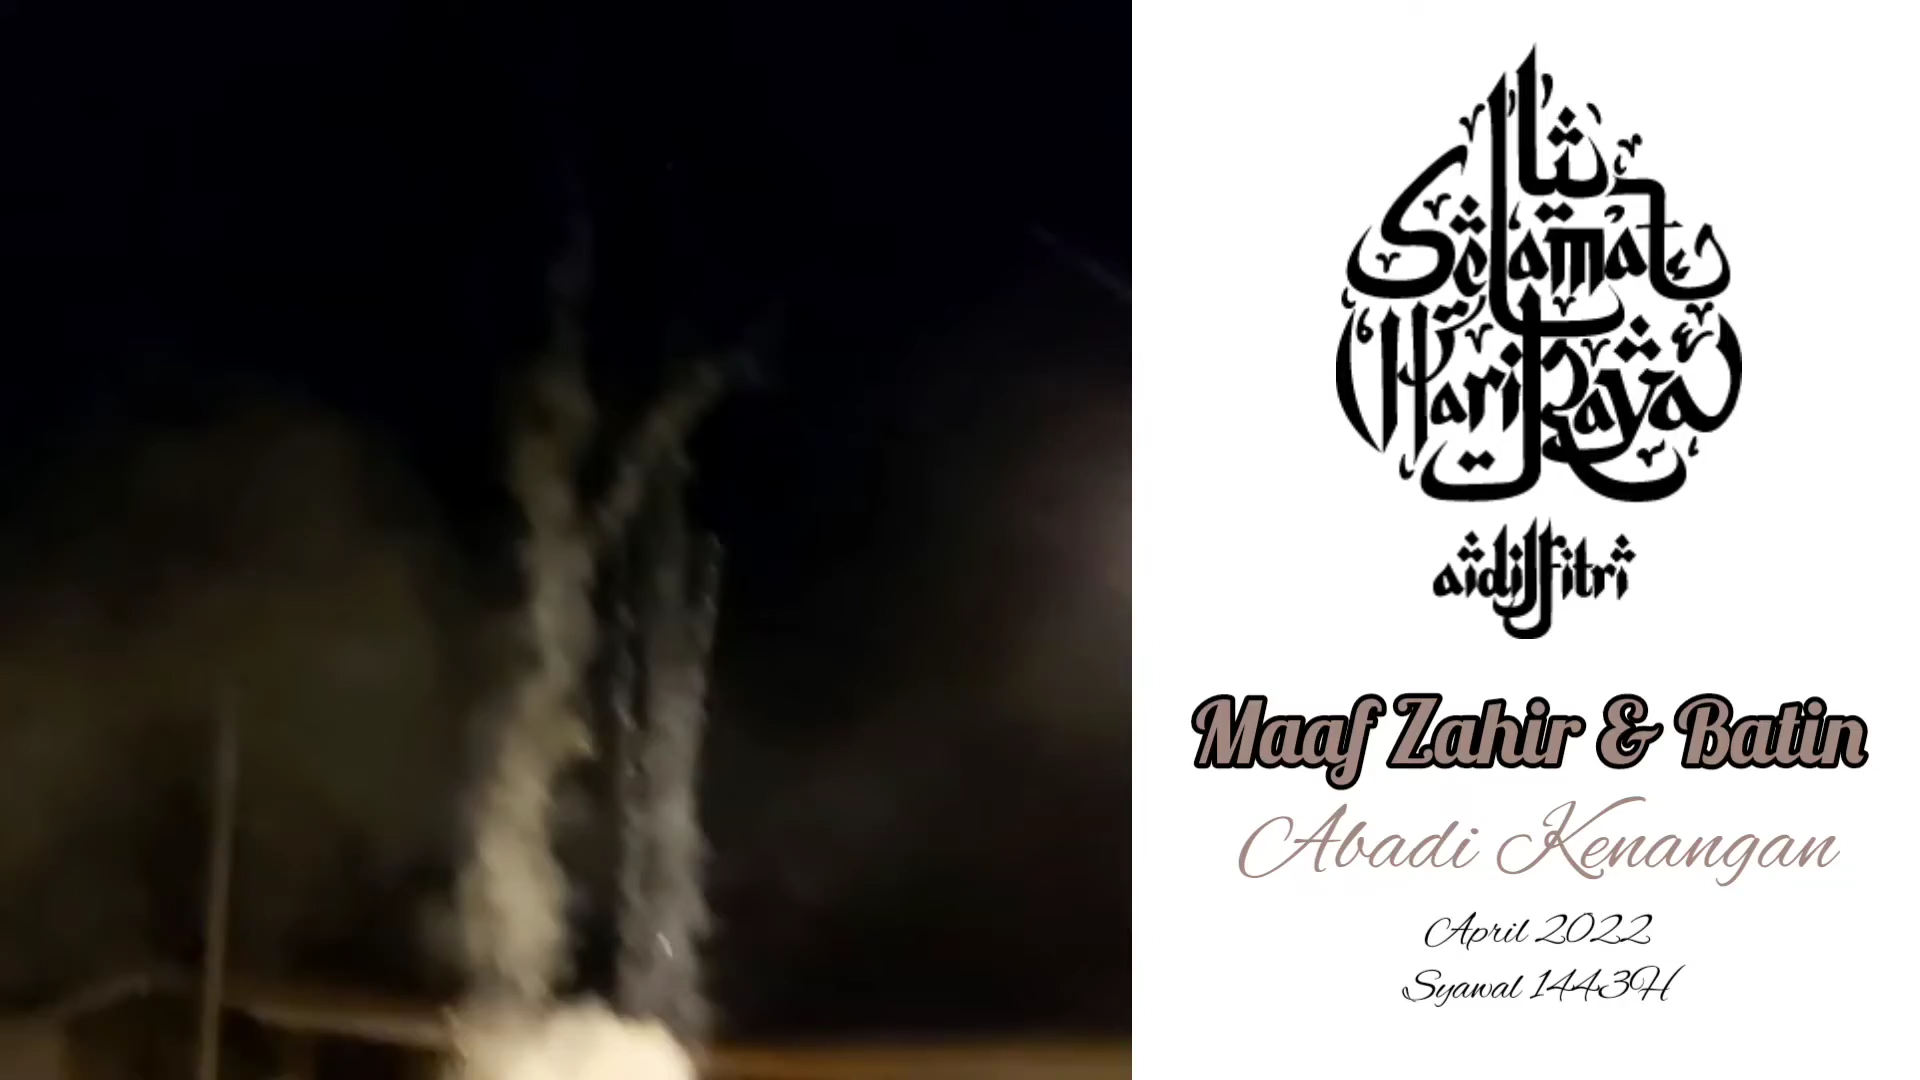 Selamat
Hari Raya
aidilfitri
Maaf Zahir & Batin
Abadi Kenangan
April 2022
Syawal 1443H